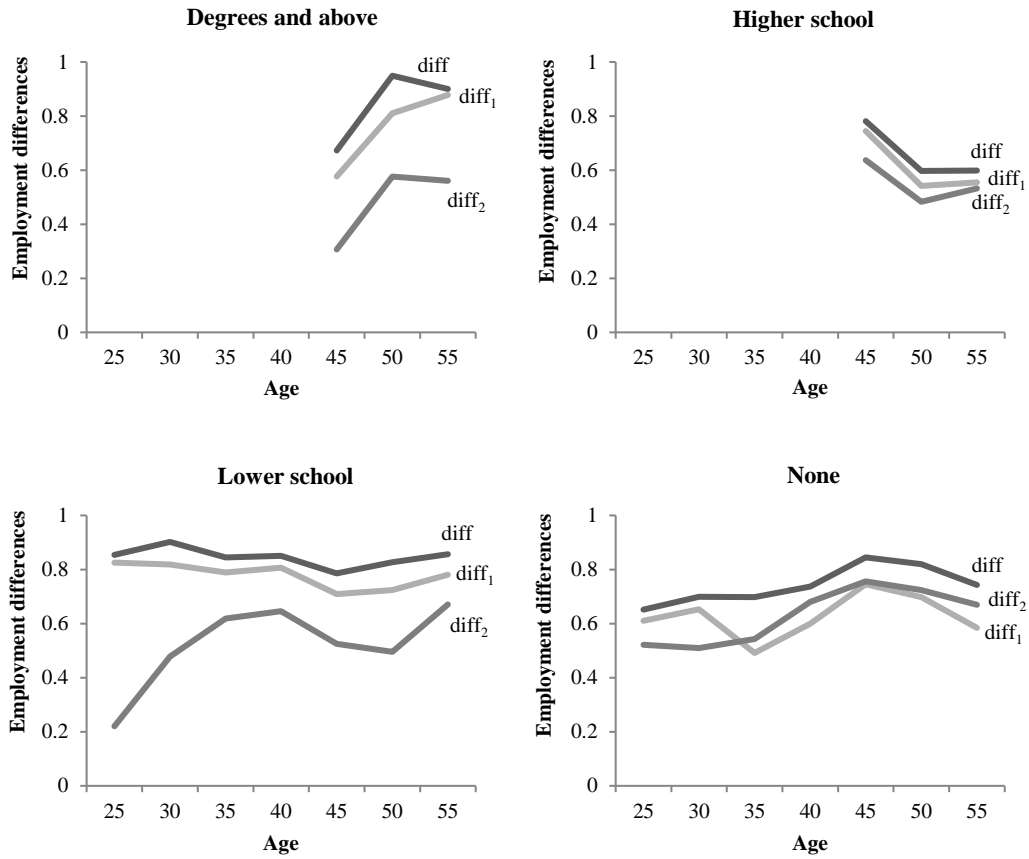 Degrees and above
Employment differences
1
0.8
0.6
0.4
0.2
0
diff
diff₁
diff₂
25 30 35 40 45 50 55
Age
Higher school
Employment differences
1
0.8
0.6
0.4
0.2
0
diff
diff₁
diff₂
25 30 35 40 45 50 55
Age
Lower school
Employment differences
1
0.8
0.6
0.4
0.2
0
diff
diff₁
diff₂
25 30 35 40 45 50 55
Age
None
Employment differences
1
0.8
0.6
0.4
0.2
0
diff
diff₂
diff₁
25 30 35 40 45 50 55
Age